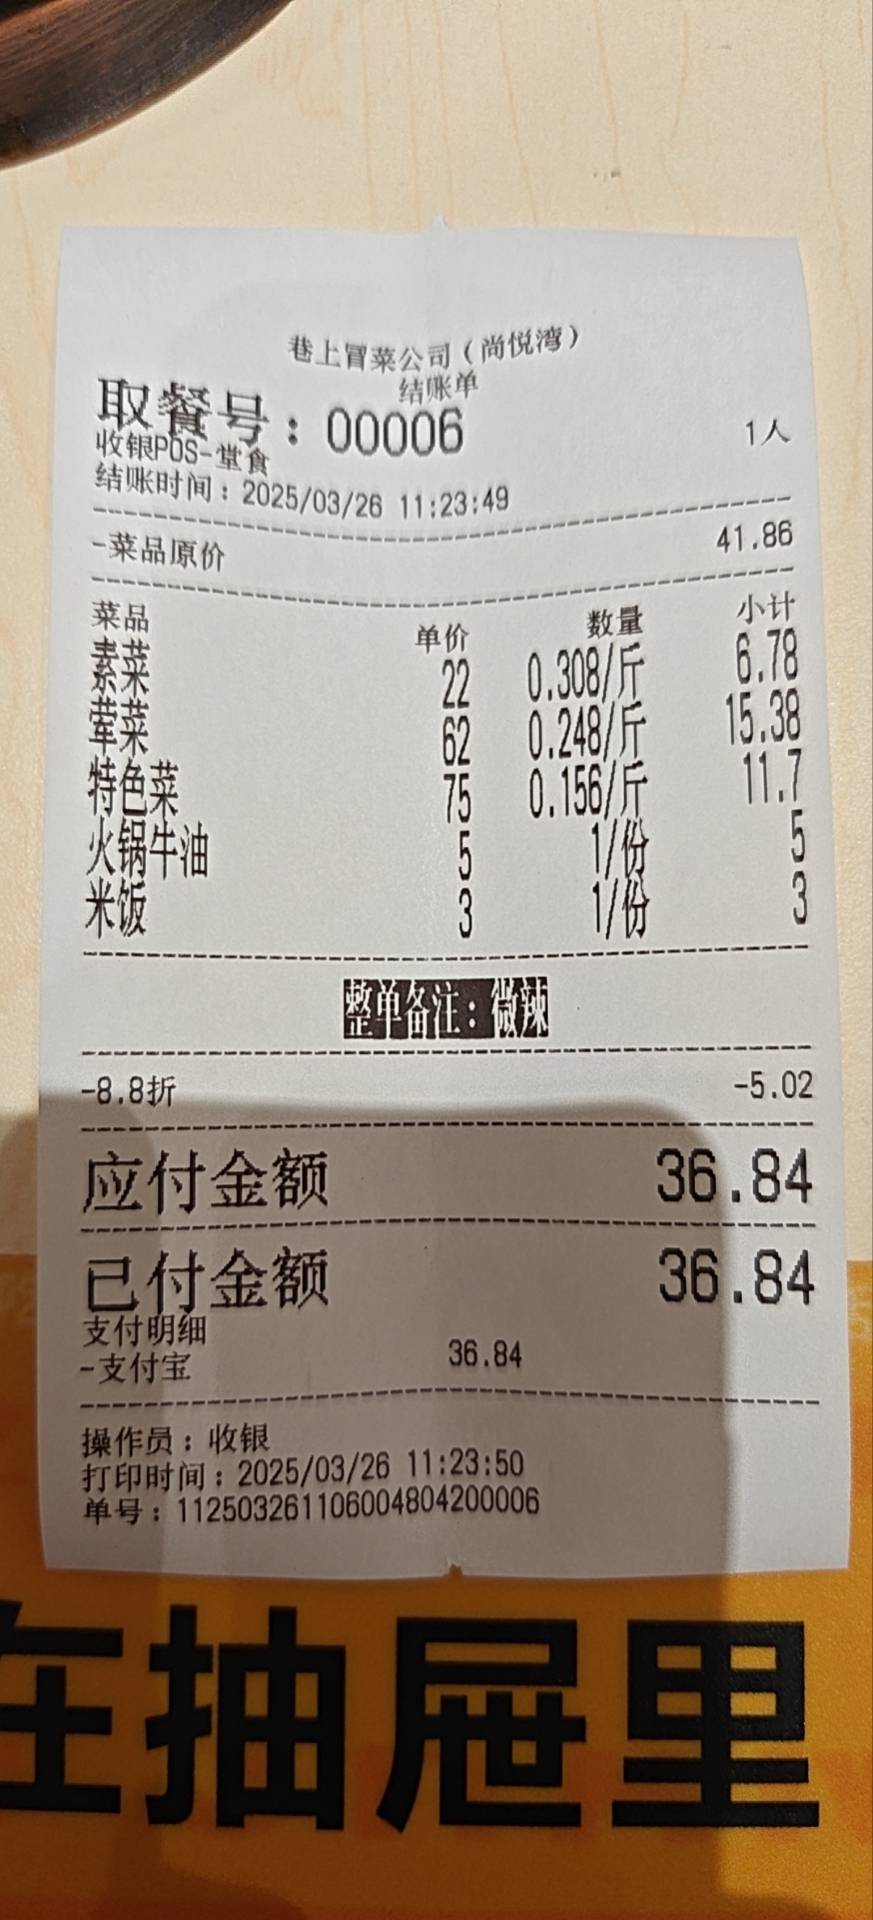 巷上冒菜公司（尚悦湾）
结账单
取餐号：00006 1人
收银POS-堂食
结账时间：2025/03/26 11:23:49
-菜品原价 41.86
菜品 单价 数量 小计
素菜 22 0.308/斤 6.78
荤菜 62 0.248/斤 15.38
特色菜 75 0.156/斤 11.7
火锅牛油 5 1/份 5
米饭 3 1/份 3
整单备注：微辣
-8.8折 -5.02
应付金额 36.84
已付金额 36.84
支付明细
-支付宝 36.84
操作员：收银
打印时间：2025/03/26 11:23:50
单号：112503261106004804200006
在抽屉里